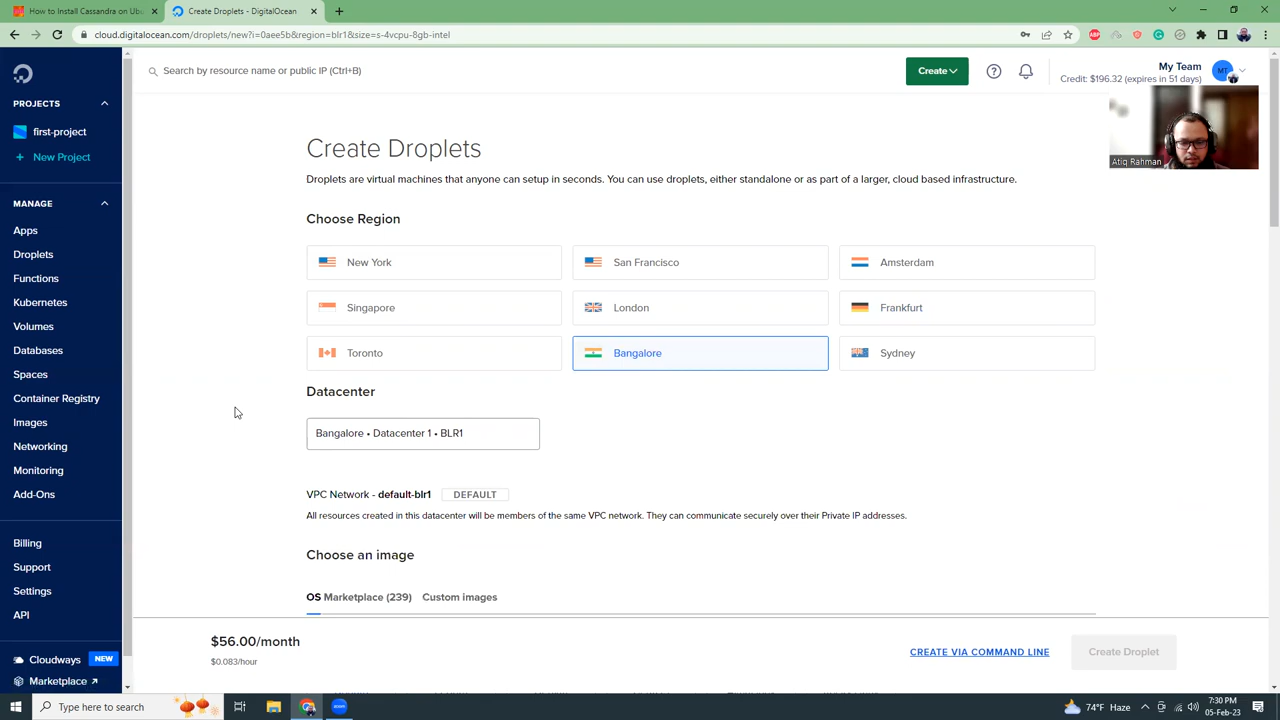 How to Install Cassandra on Ubu
Create Droplets - DigitalOcean
cloud.digitalocean.com/droplets/new?i=0aee5b&region=blr1&size=s-4vcpu-8gb-intel
Search by resource name or public IP (Ctrl+B)
Create
My Team
Credit: $196.32 (expires in 51 days)
MT
Atiq Rahman
PROJECTS
first-project
+ New Project
MANAGE
Apps
Droplets
Functions
Kubernetes
Volumes
Databases
Spaces
Container Registry
Images
Networking
Monitoring
Add-Ons
Billing
Support
Settings
API
Cloudways NEW
Marketplace ↗
Create Droplets
Droplets are virtual machines that anyone can setup in seconds. You can use droplets, either standalone or as part of a larger, cloud based infrastructure.
Choose Region
New York
San Francisco
Amsterdam
Singapore
London
Frankfurt
Toronto
Bangalore
Sydney
Datacenter
Bangalore • Datacenter 1 • BLR1
VPC Network - default-blr1 DEFAULT
All resources created in this datacenter will be members of the same VPC network. They can communicate securely over their Private IP addresses.
Choose an image
OS Marketplace (239) Custom images
$56.00/month
$0.083/hour
CREATE VIA COMMAND LINE
Create Droplet
Type here to search
zoom
74°F Haze
7:30 PM
05-Feb-23